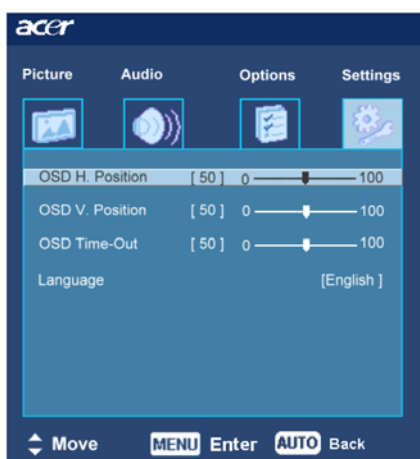 acer
Picture Audio Options Settings
OSD H. Position [ 50 ] 0 100
OSD V. Position [ 50 ] 0 100
OSD Time-Out [ 50 ] 0 100
Language [English ]
Move MENU Enter AUTO Back